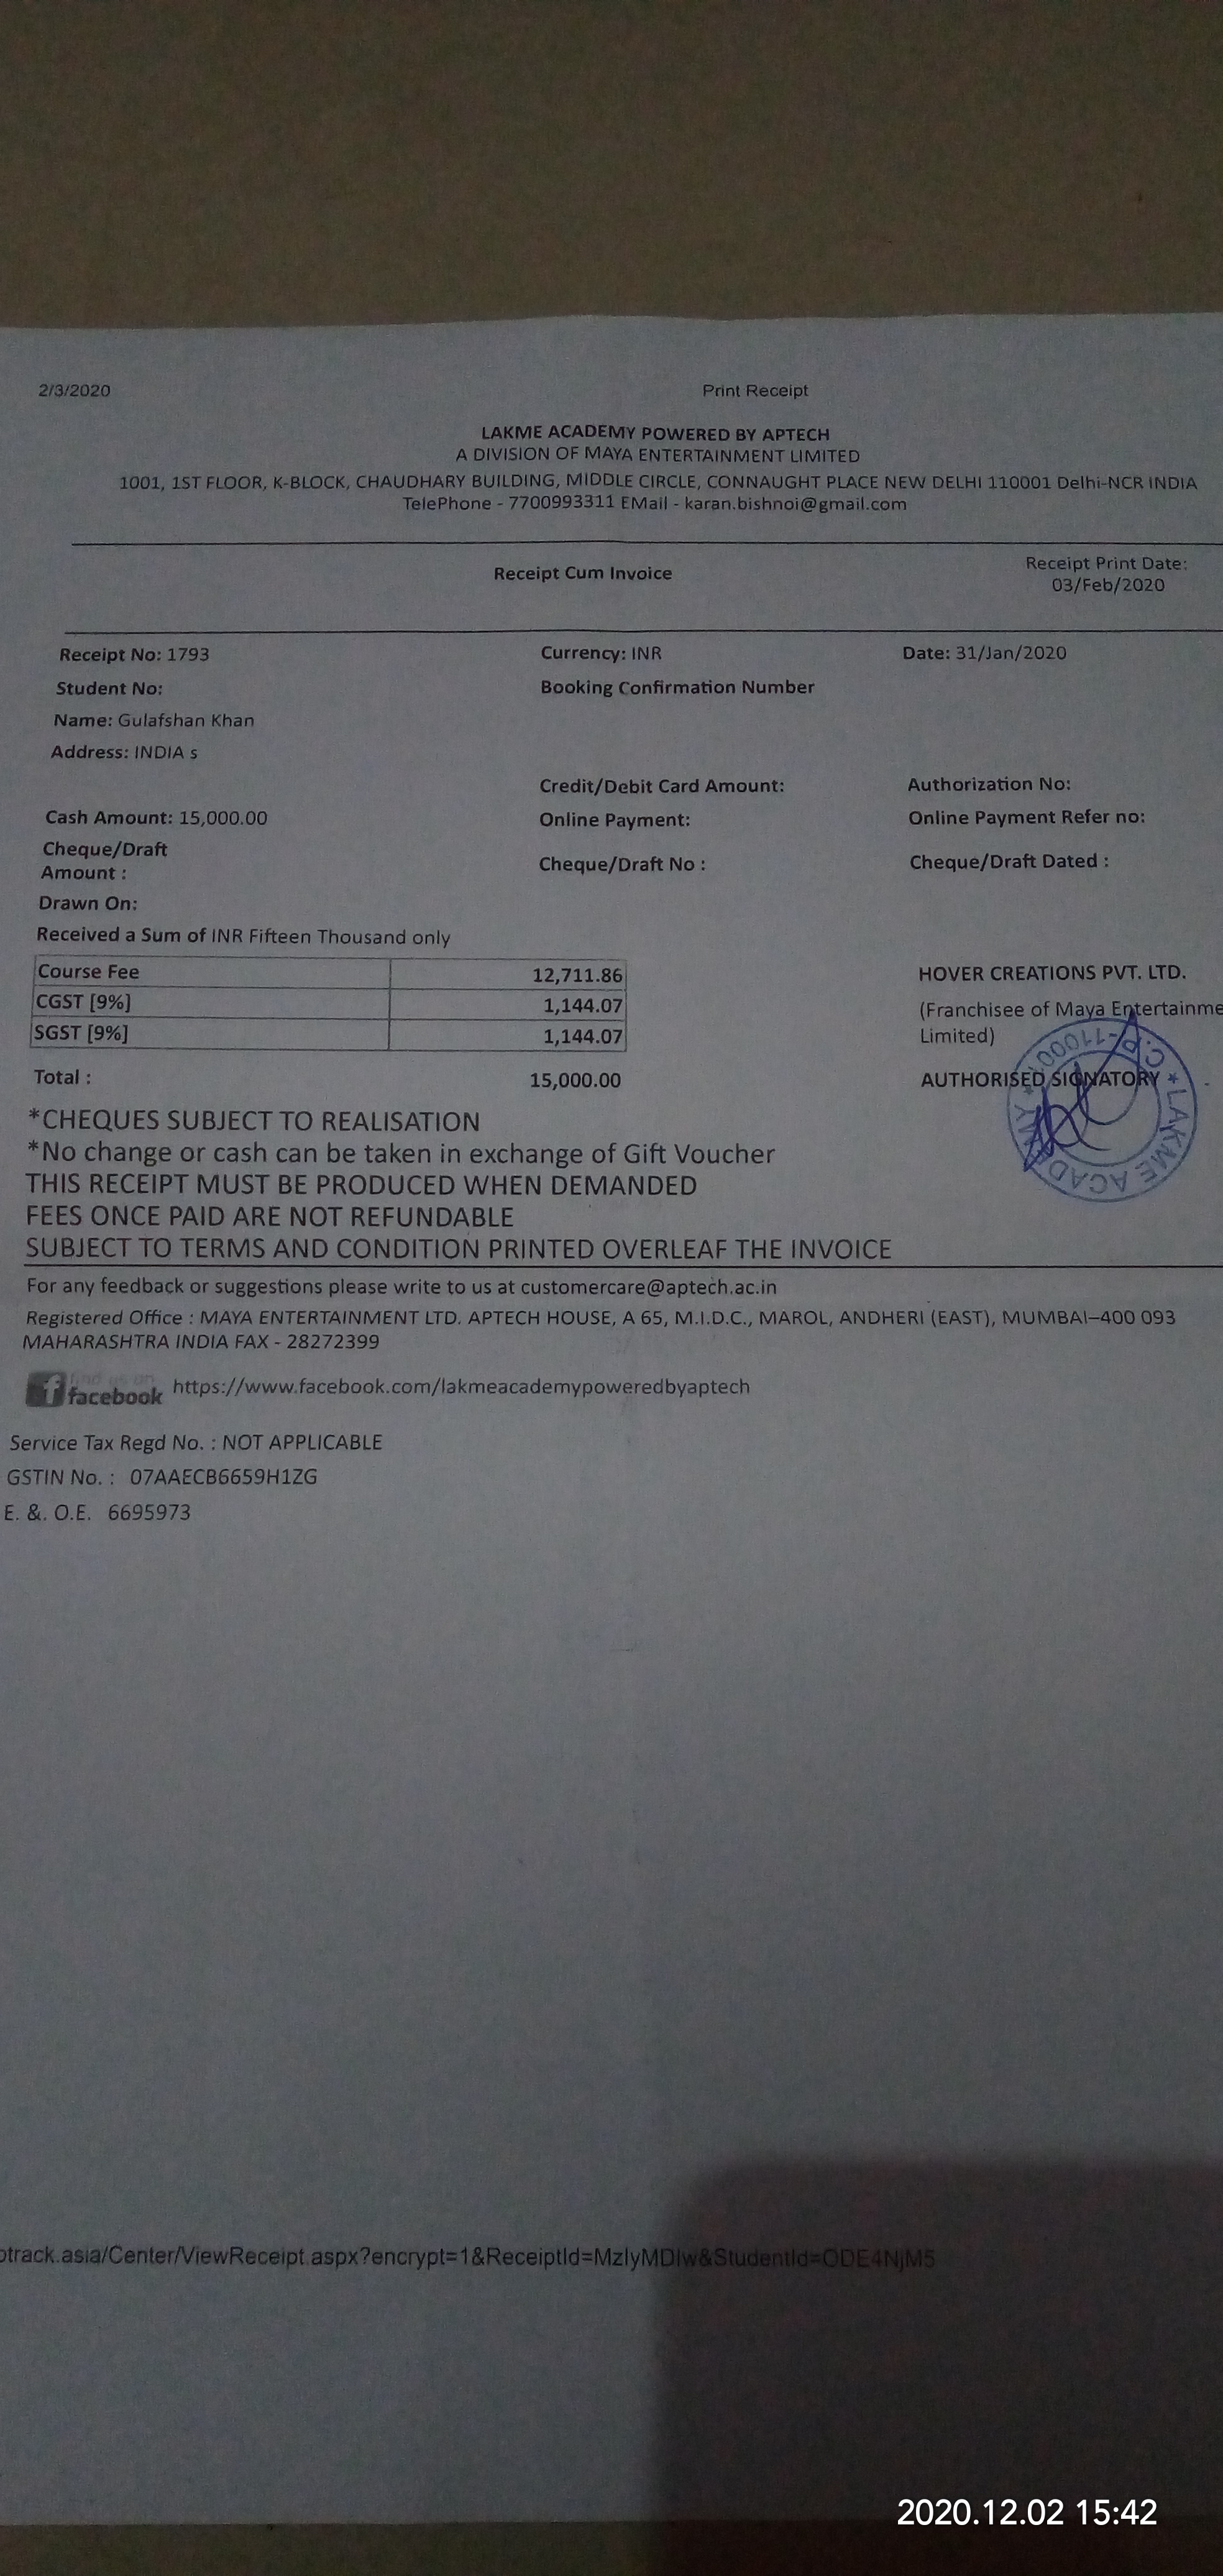 2/3/2020 Print Receipt
LAKME ACADEMY POWERED BY APTECH
A DIVISION OF MAYA ENTERTAINMENT LIMITED
1001, 1ST FLOOR, K-BLOCK, CHAUDHARY BUILDING, MIDDLE CIRCLE, CONNAUGHT PLACE NEW DELHI 110001 Delhi-NCR INDIA
TelePhone - 7700993311 EMail - karan.bishnoi@gmail.com
Receipt Cum Invoice
Receipt Print Date:
03/Feb/2020
Receipt No: 1793 Currency: INR Date: 31/Jan/2020
Student No: Booking Confirmation Number
Name: Gulafshan Khan
Address: INDIA s
Credit/Debit Card Amount: Authorization No:
Cash Amount: 15,000.00 Online Payment: Online Payment Refer no:
Cheque/Draft
Amount : Cheque/Draft No : Cheque/Draft Dated :
Drawn On:
Received a Sum of INR Fifteen Thousand only
Course Fee 12,711.86
CGST [9%] 1,144.07
SGST [9%] 1,144.07
Total : 15,000.00
HOVER CREATIONS PVT. LTD.
(Franchisee of Maya Entertainme
Limited)
AUTHORISED SIGNATORY
* LAKME ACADEMY * C.P.-110001
*CHEQUES SUBJECT TO REALISATION
*No change or cash can be taken in exchange of Gift Voucher
THIS RECEIPT MUST BE PRODUCED WHEN DEMANDED
FEES ONCE PAID ARE NOT REFUNDABLE
SUBJECT TO TERMS AND CONDITION PRINTED OVERLEAF THE INVOICE
For any feedback or suggestions please write to us at customercare@aptech.ac.in
Registered Office : MAYA ENTERTAINMENT LTD. APTECH HOUSE, A 65, M.I.D.C., MAROL, ANDHERI (EAST), MUMBAI–400 093
MAHARASHTRA INDIA FAX - 28272399
find us on
facebook https://www.facebook.com/lakmeacademypoweredbyaptech
Service Tax Regd No. : NOT APPLICABLE
GSTIN No. : 07AAECB6659H1ZG
E. &. O.E. 6695973
otrack.asia/Center/ViewReceipt.aspx?encrypt=1&ReceiptId=MzIyMDIw&StudentId=ODE4NjM5
2020.12.02 15:42